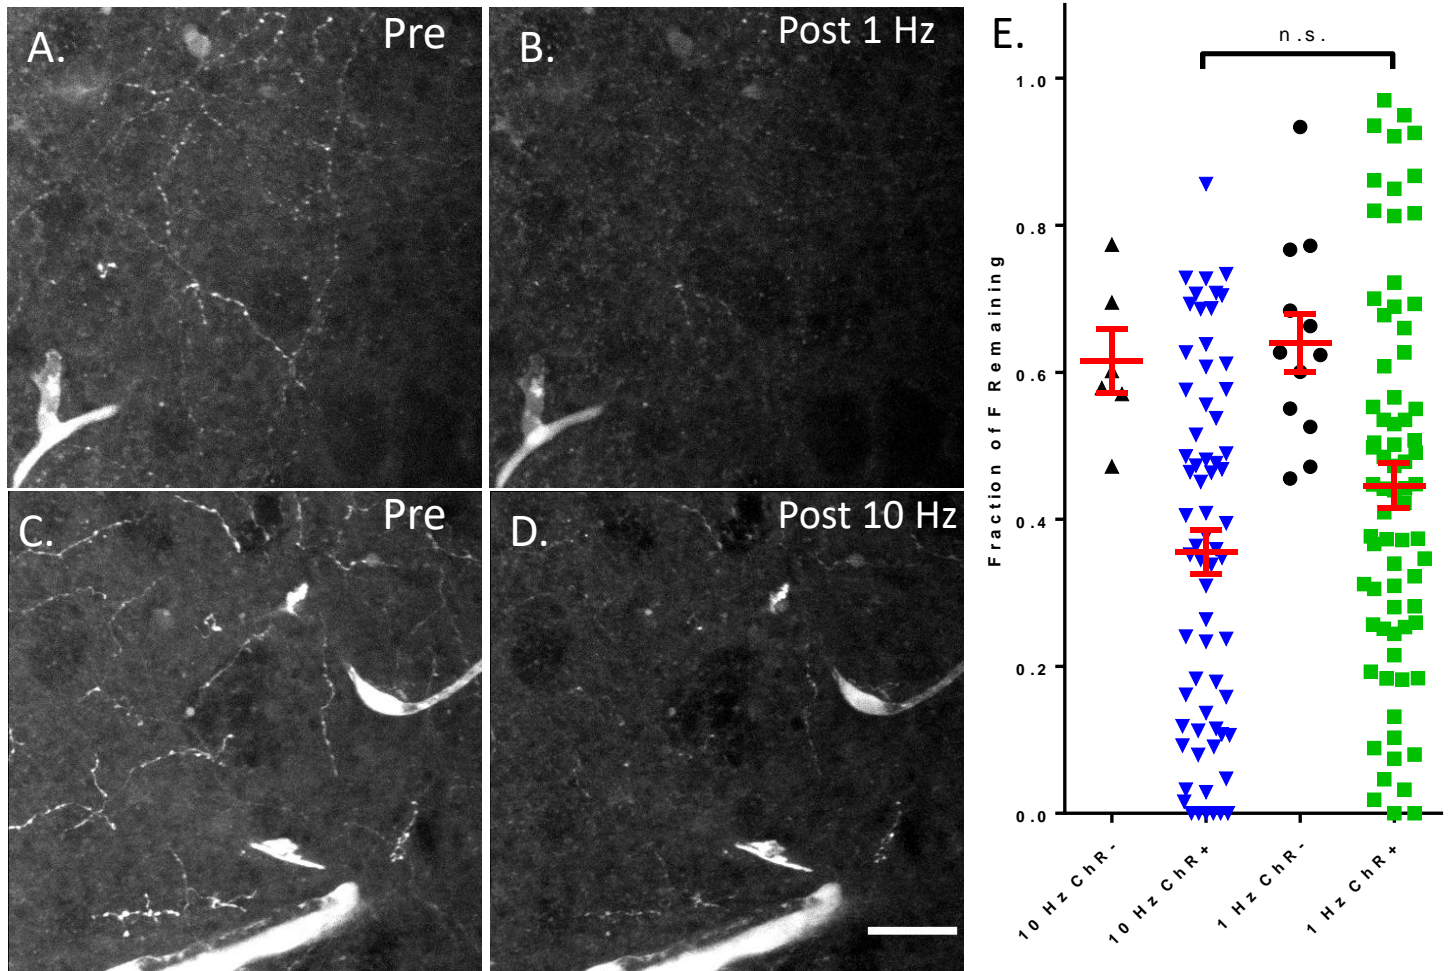 A.
Pre
B.
Post 1 Hz
C.
Pre
D.
Post 10 Hz
E.
n.s.
1.0
0.8
0.6
0.4
0.2
0.0
Fraction of F Remaining
10 Hz ChR-
10 Hz ChR+
1 Hz ChR-
1 Hz ChR+